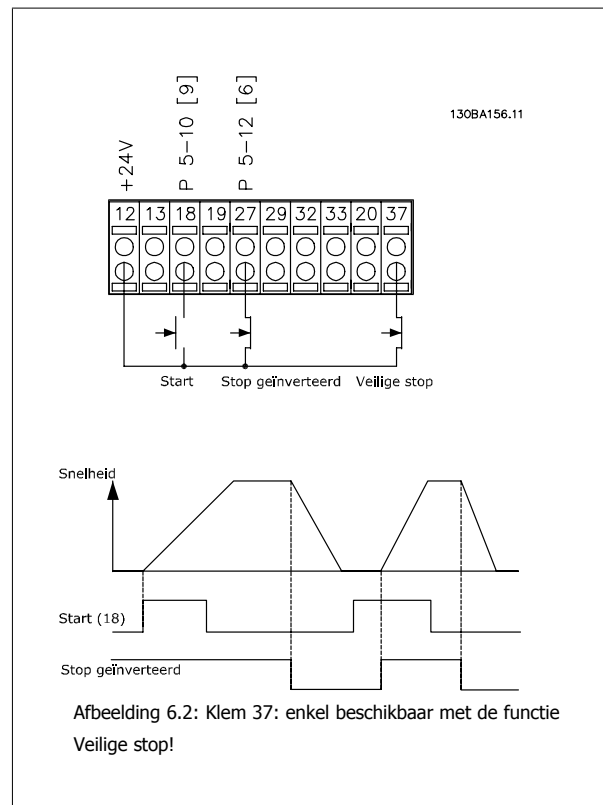 +24V
P 5-10 [9]
P 5-12 [6]
130BA156.11
12 13 18 19 27 29 32 33 20 37
Start Stop geïnverteerd Veilige stop
Snelheid
Start (18)
Stop geïnverteerd
Afbeelding 6.2: Klem 37: enkel beschikbaar met de functie
Veilige stop!